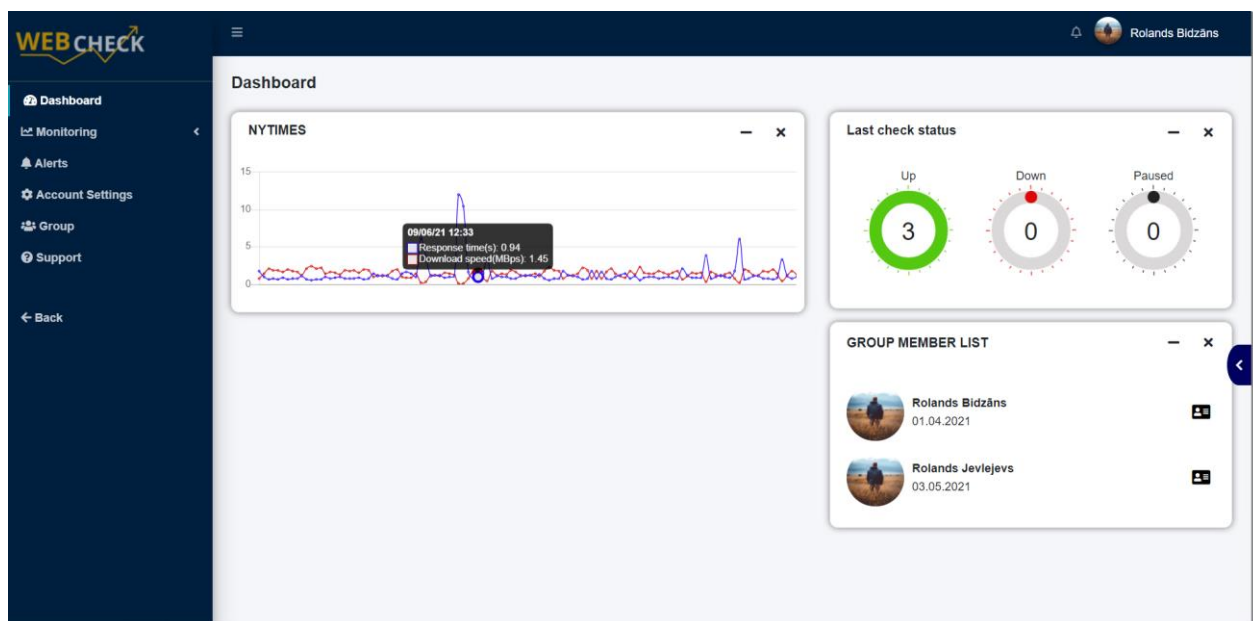 WEBCHECK
Rolands Bidzāns
Dashboard
Monitoring
Alerts
Account Settings
Group
Support
Back
Dashboard
NYTIMES
15
10
5
0
09/06/21 12:33
Response time(s): 0.94
Download speed(MBps): 1.45
Last check status
Up
Down
Paused
3
0
0
GROUP MEMBER LIST
Rolands Bidzāns
01.04.2021
Rolands Jevlejevs
03.05.2021